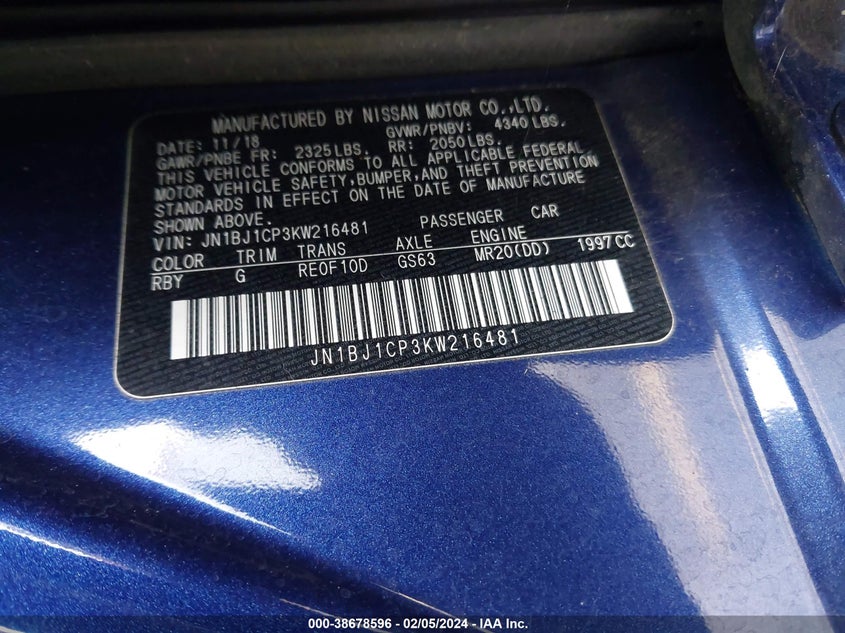 MANUFACTURED BY NISSAN MOTOR CO.,LTD.
DATE: 11/18 GVWR/PNBV: 4340 LBS.
GAWR/PNBE FR: 2325 LBS. RR: 2050 LBS.
THIS VEHICLE CONFORMS TO ALL APPLICABLE FEDERAL
MOTOR VEHICLE SAFETY,BUMPER,AND THEFT PREVENTION
STANDARDS IN EFFECT ON THE DATE OF MANUFACTURE
SHOWN ABOVE.
VIN: JN1BJ1CP3KW216481 PASSENGER CAR
COLOR TRIM TRANS AXLE ENGINE
RBY G RE0F10D GS63 MR20(DD) 1997CC
JN1BJ1CP3KW216481
000-38678596 - 02/05/2024 - IAA Inc.